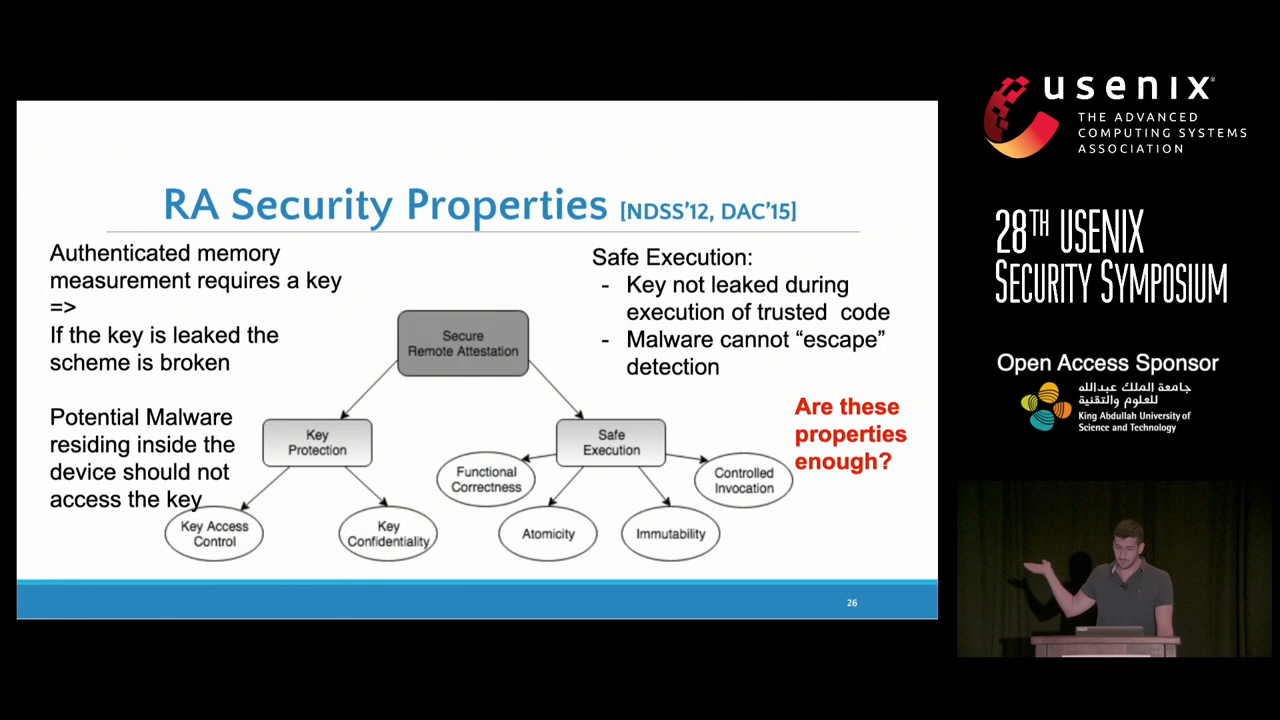 RA Security Properties [NDSS'12, DAC'15]
Authenticated memory
measurement requires a key
=>
If the key is leaked the
scheme is broken
Potential Malware
residing inside the
device should not
access the key
Safe Execution:
- Key not leaked during
execution of trusted code
- Malware cannot “escape”
detection
Are these
properties
enough?
Secure
Remote Attestation
Key
Protection
Safe
Execution
Functional
Correctness
Controlled
Invocation
Key Access
Control
Key
Confidentiality
Atomicity
Immutability
26
usenix
THE ADVANCED
COMPUTING SYSTEMS
ASSOCIATION
28TH USENIX
SECURITY SYMPOSIUM
Open Access Sponsor
جامعة الملك عبدالله
للعلوم والتقنية
King Abdullah University of
Science and Technology